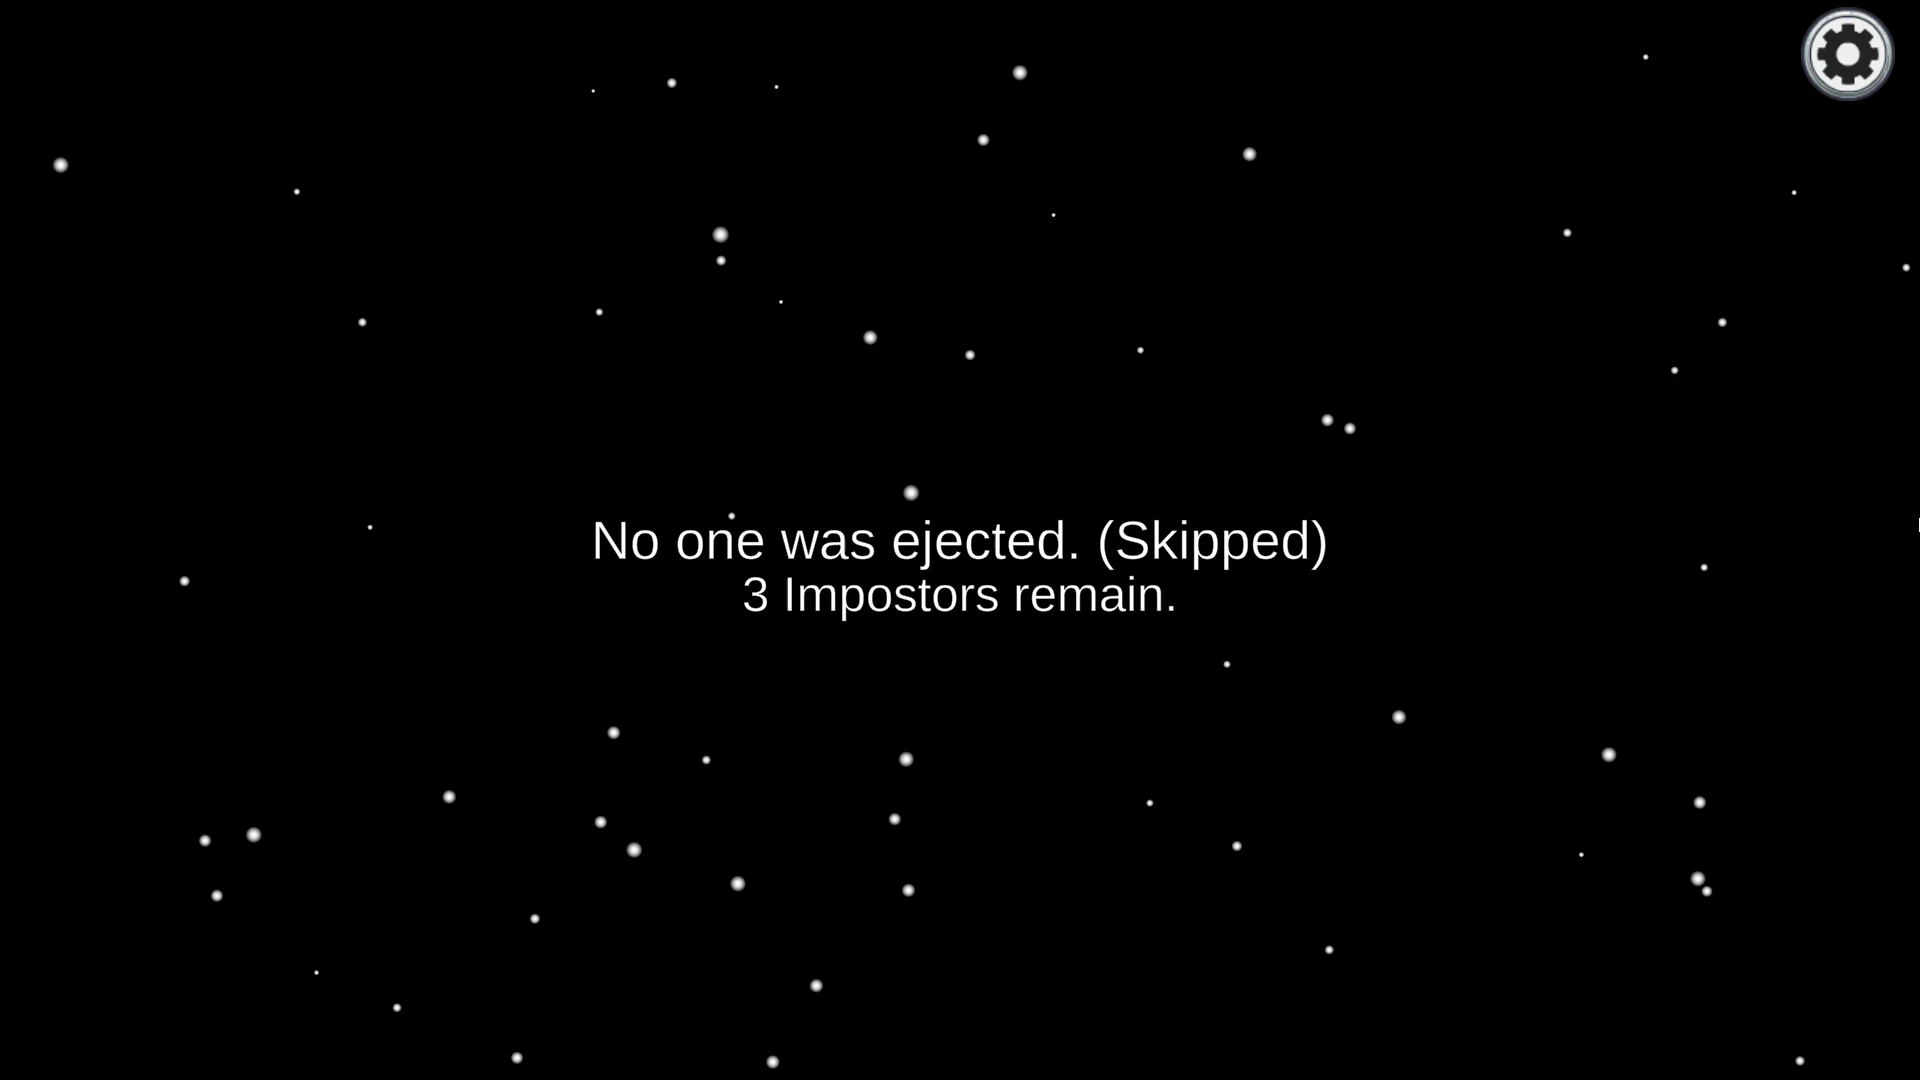 No one was ejected. (Skipped)
3 Impostors remain.